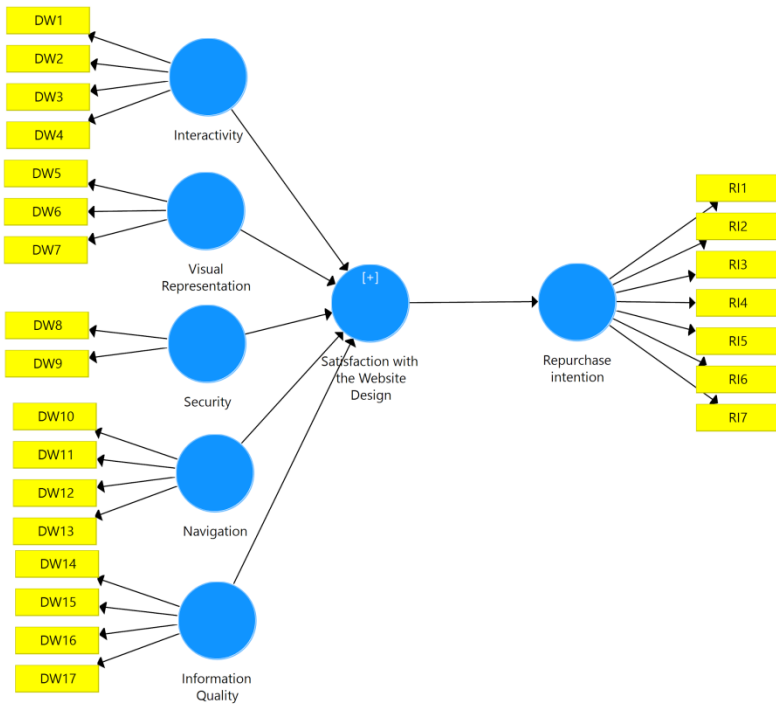 DW1
DW2
DW3
DW4
Interactivity
DW5
DW6
DW7
Visual
Representation
DW8
DW9
Security
DW10
DW11
DW12
DW13
Navigation
DW14
DW15
DW16
DW17
Information
Quality
[+]
Satisfaction with
the Website
Design
Repurchase
intention
RI1
RI2
RI3
RI4
RI5
RI6
RI7